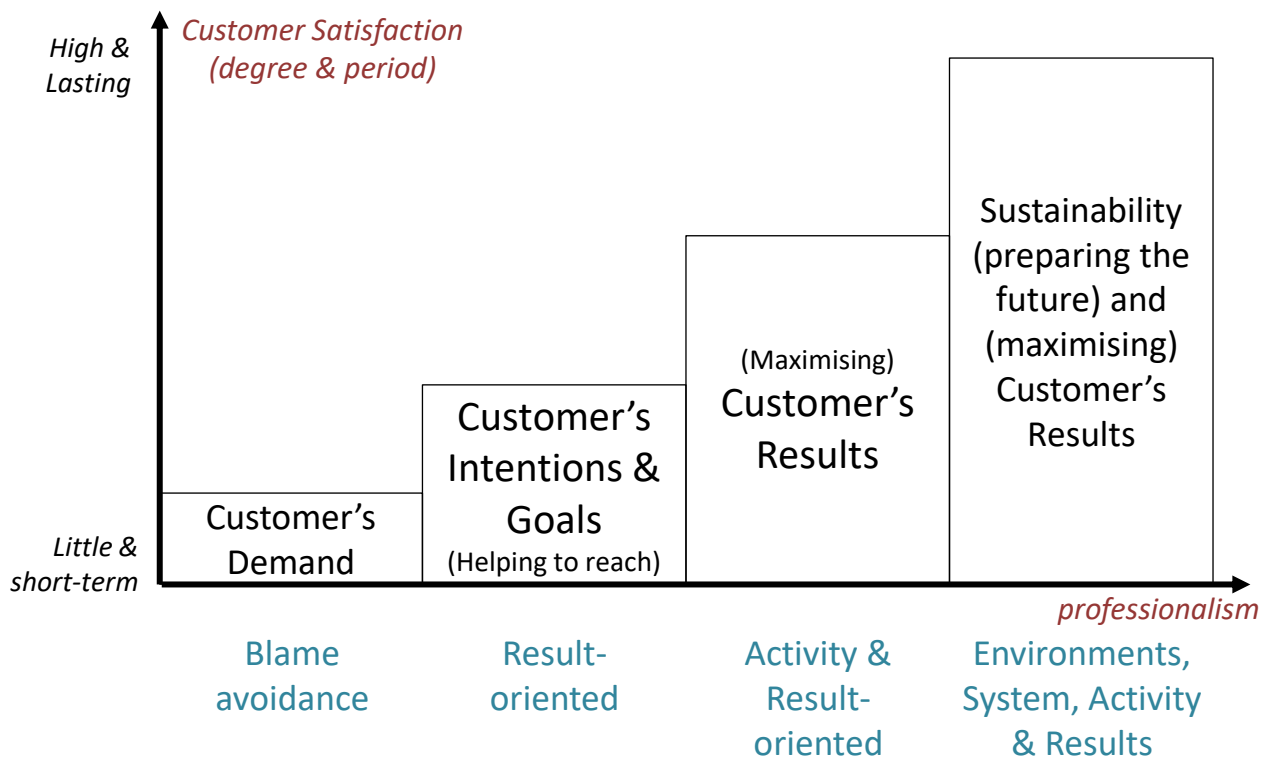 High &
Lasting
Customer Satisfaction
(degree & period)
Sustainability
(preparing the
future) and
(maximising)
Customer’s
Results
(Maximising)
Customer’s
Results
Customer’s
Intentions &
Goals
(Helping to reach)
Customer’s
Demand
Little &
short-term
professionalism
Blame
avoidance
Result-
oriented
Activity &
Result-
oriented
Environments,
System, Activity
& Results